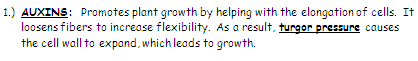 1.) AUXINS: Promotes plant growth by helping with the elongation of cells. It
loosens fibers to increase flexibility. As a result, turgor pressure causes
the cell wall to expand, which leads to growth.